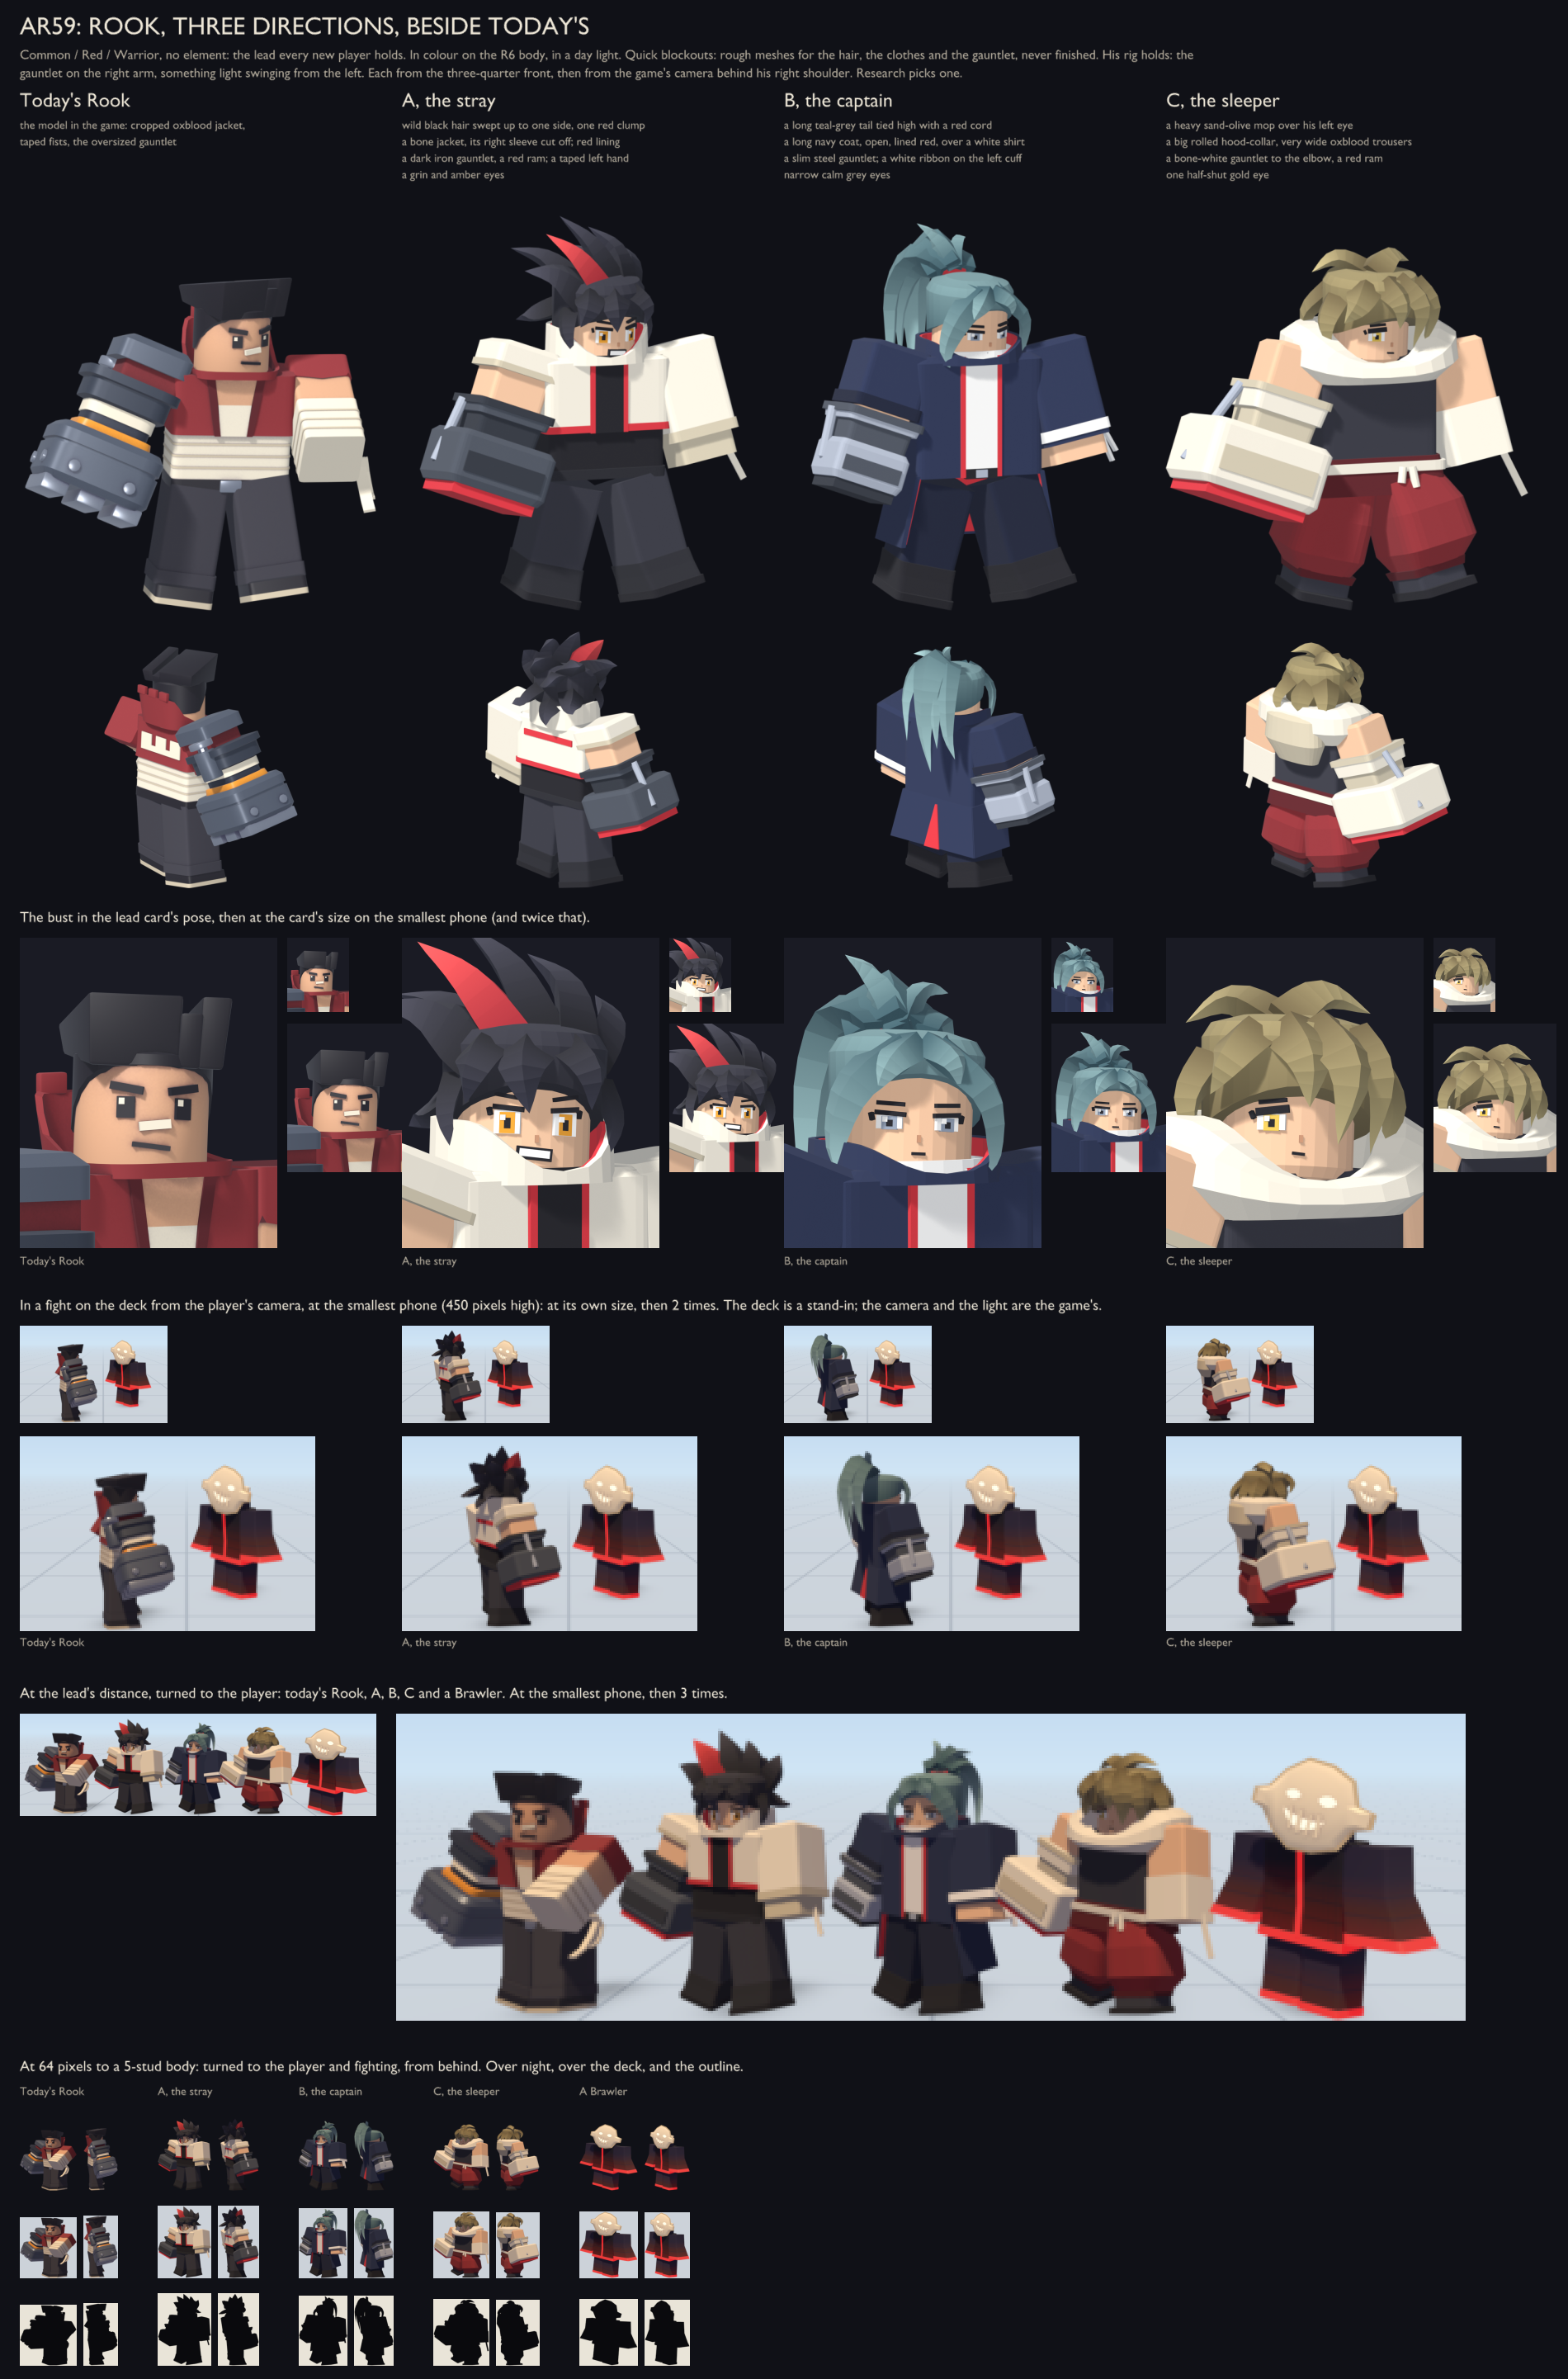 AR59: ROOK, THREE DIRECTIONS, BESIDE TODAY'S
Common / Red / Warrior, no element: the lead every new player holds. In colour on the R6 body, in a day light. Quick blockouts: rough meshes for the hair, the clothes and the gauntlet, never finished. His rig holds: the
gauntlet on the right arm, something light swinging from the left. Each from the three-quarter front, then from the game's camera behind his right shoulder. Research picks one.
Today's Rook
the model in the game: cropped oxblood jacket,
taped fists, the oversized gauntlet
A, the stray
wild black hair swept up to one side, one red clump
a bone jacket, its right sleeve cut off; red lining
a dark iron gauntlet, a red ram; a taped left hand
a grin and amber eyes
B, the captain
a long teal-grey tail tied high with a red cord
a long navy coat, open, lined red, over a white shirt
a slim steel gauntlet; a white ribbon on the left cuff
narrow calm grey eyes
C, the sleeper
a heavy sand-olive mop over his left eye
a big rolled hood-collar, very wide oxblood trousers
a bone-white gauntlet to the elbow, a red ram
one half-shut gold eye
The bust in the lead card's pose, then at the card's size on the smallest phone (and twice that).
Today's Rook
A, the stray
B, the captain
C, the sleeper
In a fight on the deck from the player's camera, at the smallest phone (450 pixels high): at its own size, then 2 times. The deck is a stand-in; the camera and the light are the game's.
Today's Rook
A, the stray
B, the captain
C, the sleeper
At the lead's distance, turned to the player: today's Rook, A, B, C and a Brawler. At the smallest phone, then 3 times.
At 64 pixels to a 5-stud body: turned to the player and fighting, from behind. Over night, over the deck, and the outline.
Today's Rook
A, the stray
B, the captain
C, the sleeper
A Brawler